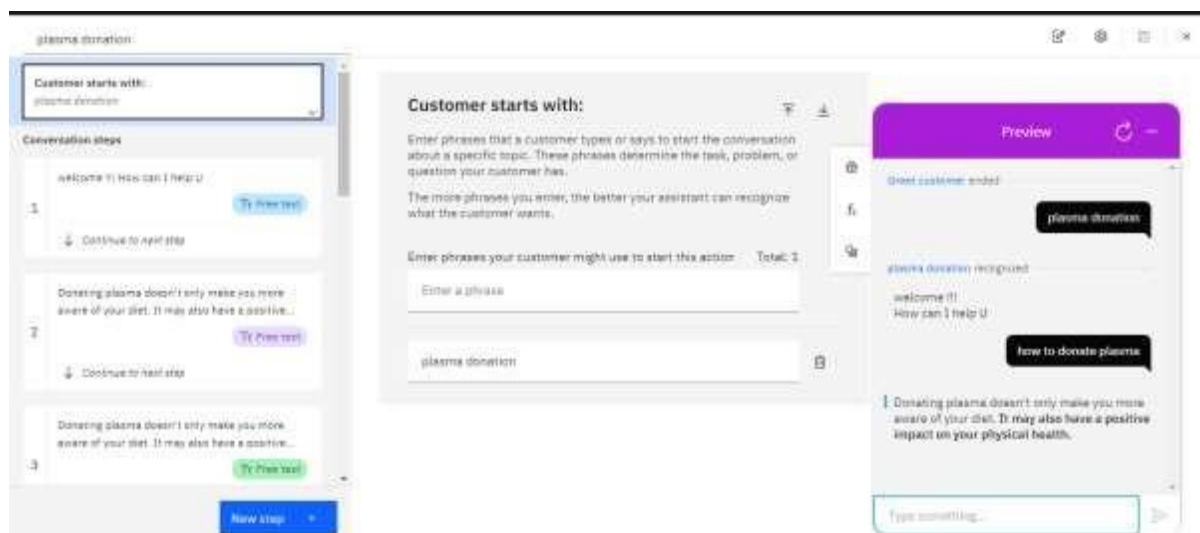 plasma donation
Customer starts with:
plasma donation
Conversation steps
welcome !!! How can I help U
1
Free text
Continue to next step
Donating plasma doesn't only make you more
aware of your diet. It may also have a positive...
2
Free text
Continue to next step
Donating plasma doesn't only make you more
aware of your diet. It may also have a positive...
3
Free text
New step +
Customer starts with:
Enter phrases that a customer types or says to start the conversation
about a specific topic. These phrases determine the task, problem, or
question your customer has.
The more phrases you enter, the better your assistant can recognize
what the customer wants.
Enter phrases your customer might use to start this action Total: 1
Enter a phrase
plasma donation
Preview
Greet customer ended
plasma donation
plasma donation recognized
welcome !!!
How can I help U
how to donate plasma
Donating plasma doesn't only make you more
aware of your diet. It may also have a positive
impact on your physical health.
Type something...